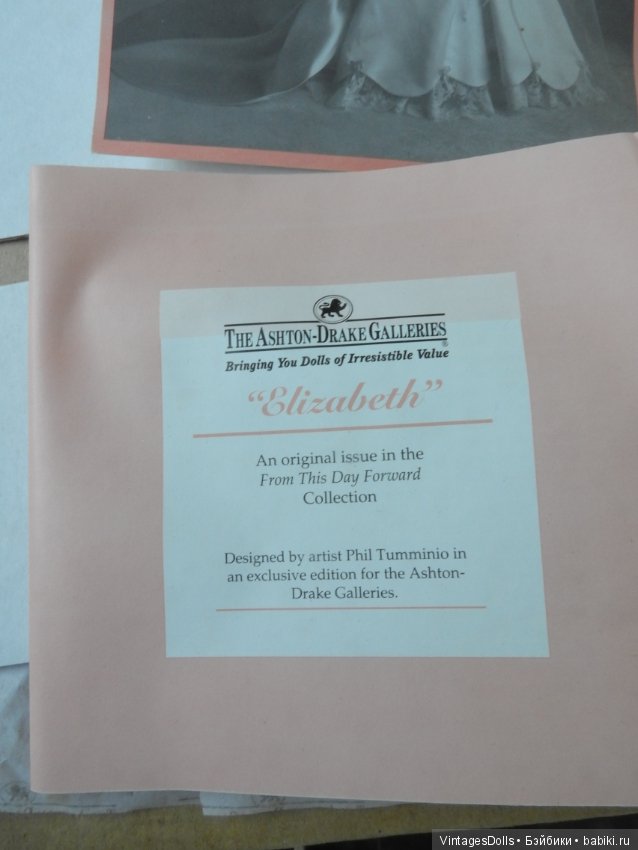 THE ASHTON-DRAKE GALLERIES
®
Bringing You Dolls of Irresistible Value
"Elizabeth"
An original issue in the
From This Day Forward
Collection
Designed by artist Phil Tumminio in
an exclusive edition for the Ashton-
Drake Galleries.
VintagesDolls • Бэйбики • babiki.ru